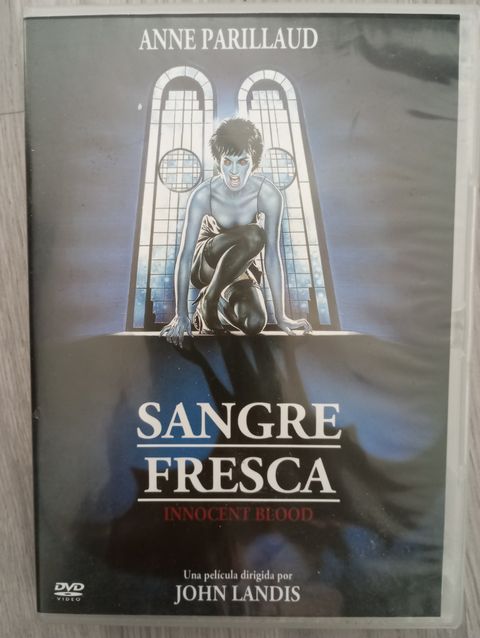 ANNE PARILLAUD
SANGRE
FRESCA
INNOCENT BLOOD
Una película dirigida por
JOHN LANDIS
DVD
VIDEO